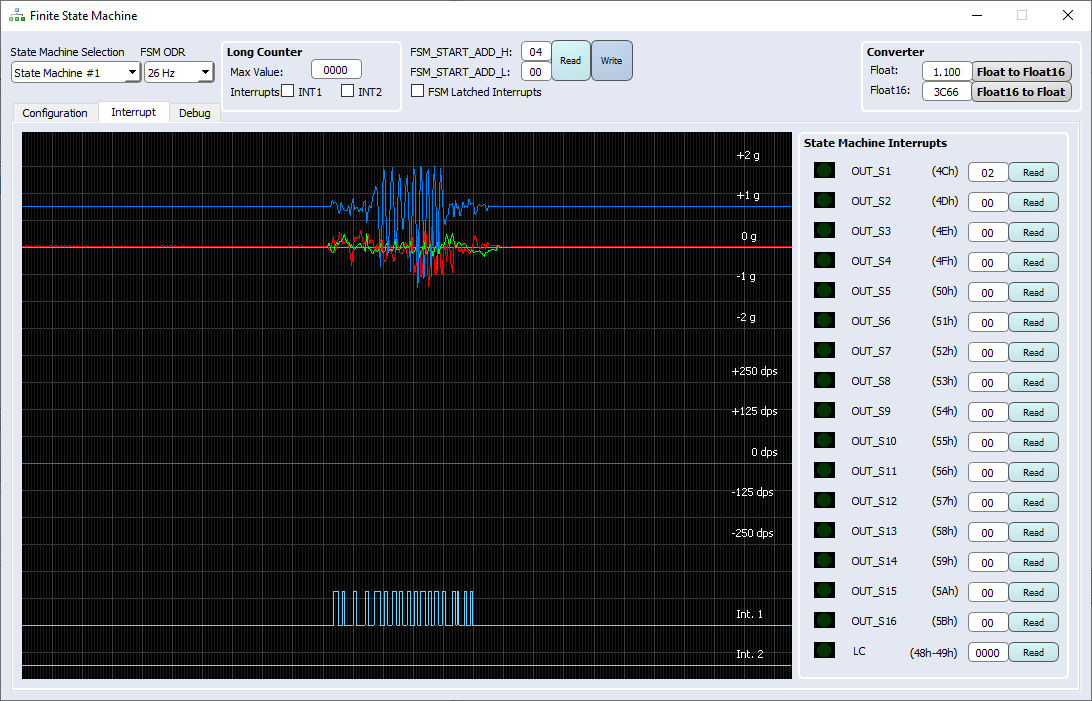 Finite State Machine
State Machine Selection FSM ODR
State Machine #1 26 Hz
Long Counter
Max Value: 0000
Interrupts: INT1 INT2
FSM_START_ADD_H: 04
FSM_START_ADD_L: 00
Read Write
FSM Latched Interrupts
Converter
Float: 1.100 Float to Float16
Float16: 3C66 Float16 to Float
Configuration Interrupt Debug
+2 g
+1 g
0 g
-1 g
-2 g
+250 dps
+125 dps
0 dps
-125 dps
-250 dps
Int. 1
Int. 2
State Machine Interrupts
OUT_S1 (4Ch) 02 Read
OUT_S2 (4Dh) 00 Read
OUT_S3 (4Eh) 00 Read
OUT_S4 (4Fh) 00 Read
OUT_S5 (50h) 00 Read
OUT_S6 (51h) 00 Read
OUT_S7 (52h) 00 Read
OUT_S8 (53h) 00 Read
OUT_S9 (54h) 00 Read
OUT_S10 (55h) 00 Read
OUT_S11 (56h) 00 Read
OUT_S12 (57h) 00 Read
OUT_S13 (58h) 00 Read
OUT_S14 (59h) 00 Read
OUT_S15 (5Ah) 00 Read
OUT_S16 (5Bh) 00 Read
LC (48h-49h) 0000 Read